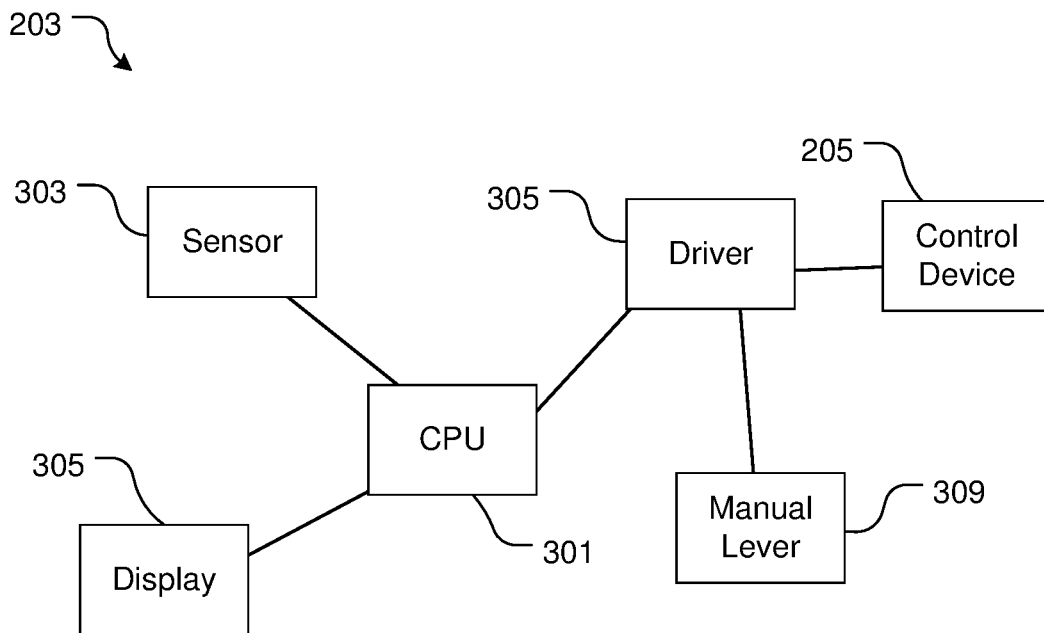 203
205
303
Sensor
305
Driver
Control
Device
CPU
305
Display
301
Manual
Lever
309